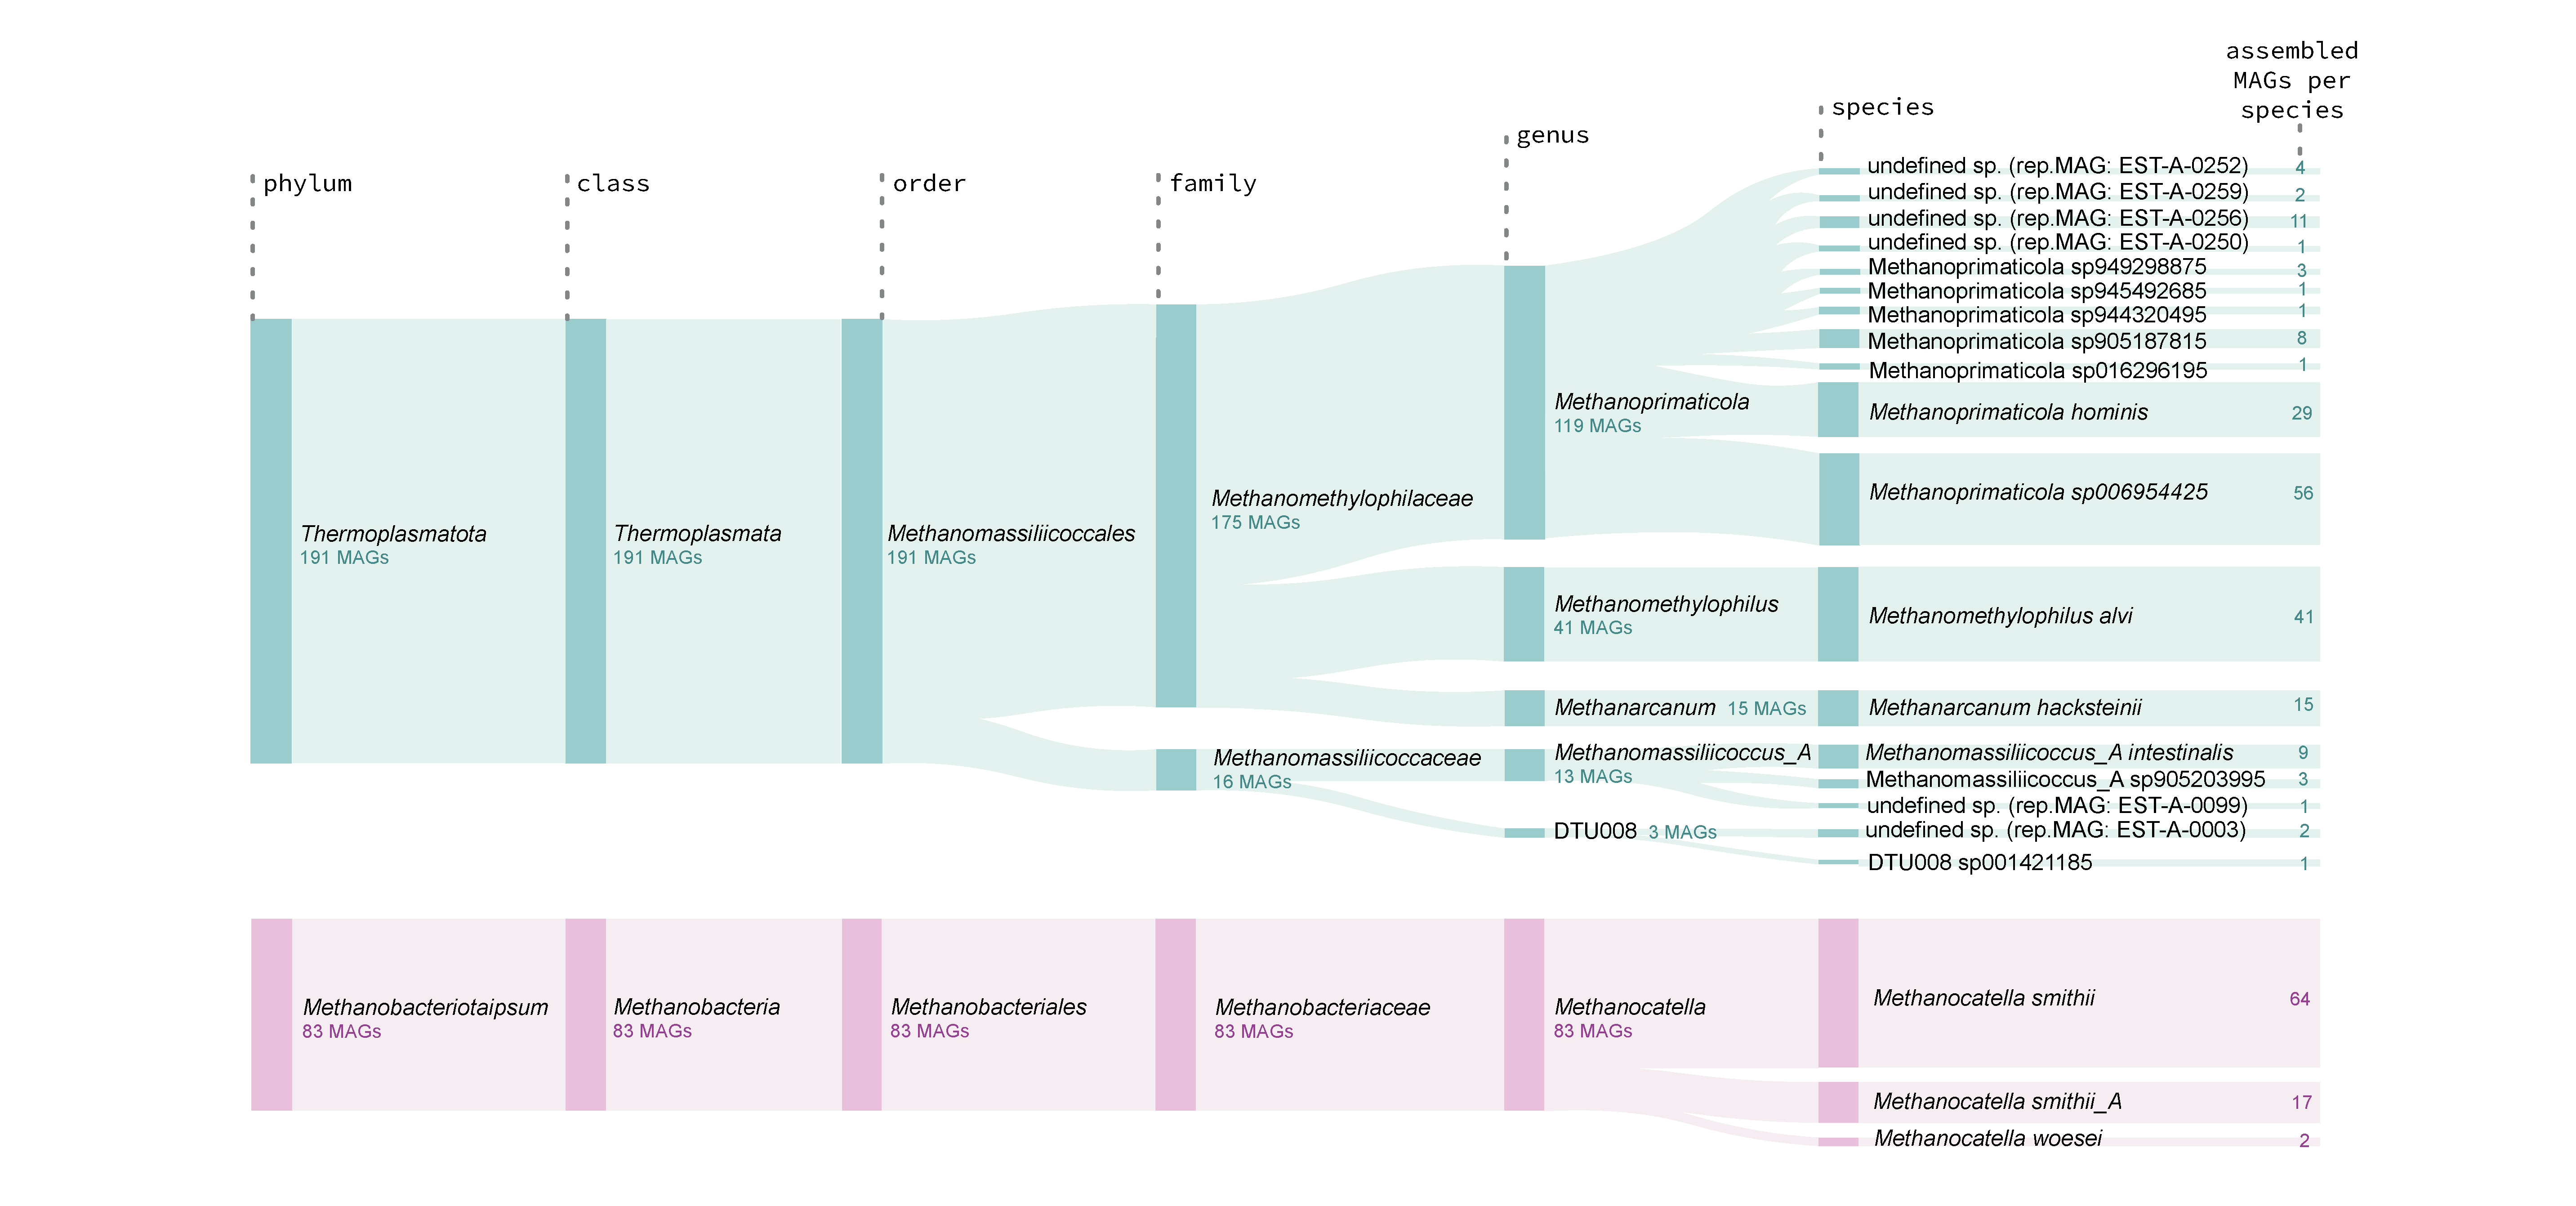 assembled
MAGs per
species
species
genus
phylum
class
order
family
undefined sp. (rep.MAG: EST-A-0252) 4
undefined sp. (rep.MAG: EST-A-0259) 2
undefined sp. (rep.MAG: EST-A-0256) 11
undefined sp. (rep.MAG: EST-A-0250) 1
Methanoprimaticola sp949298875 3
Methanoprimaticola sp945492685 1
Methanoprimaticola sp944320495 1
Methanoprimaticola sp905187815 8
Methanoprimaticola sp016296195 1
Methanoprimaticola
119 MAGs
Methanoprimaticola hominis 29
Methanoprimaticola sp006954425 56
Methanomethylophilaceae
175 MAGs
Thermoplasmatota
191 MAGs
Thermoplasmata
191 MAGs
Methanomassiliicoccales
191 MAGs
Methanomethylophilus
41 MAGs
Methanomethylophilus alvi 41
Methanarcanum 15 MAGs
Methanarcanum hacksteinii 15
Methanomassiliicoccaceae
16 MAGs
Methanomassiliicoccus_A
13 MAGs
Methanomassiliicoccus_A intestinalis 9
Methanomassiliicoccus_A sp905203995 3
undefined sp. (rep.MAG: EST-A-0099) 1
DTU008 3 MAGs
undefined sp. (rep.MAG: EST-A-0003) 2
DTU008 sp001421185 1
Methanobacteriotaipsum
83 MAGs
Methanobacteria
83 MAGs
Methanobacteriales
83 MAGs
Methanobacteriaceae
83 MAGs
Methanocatella
83 MAGs
Methanocatella smithii 64
Methanocatella smithii_A 17
Methanocatella woesei 2